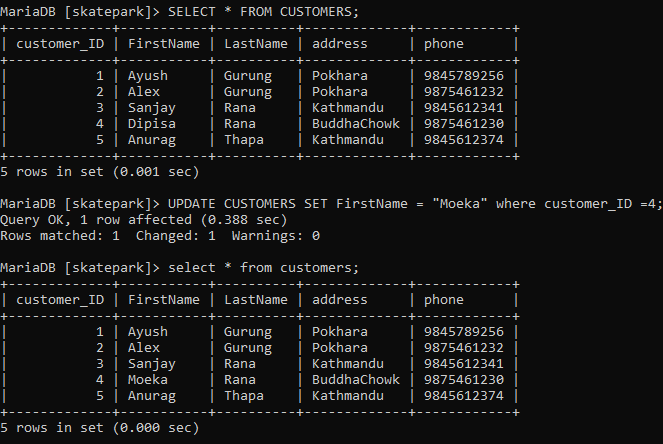 MariaDB [skatepark]> SELECT * FROM CUSTOMERS;
+-------------+-----------+----------+-------------+------------+
| customer_ID | FirstName | LastName | address     | phone      |
+-------------+-----------+----------+-------------+------------+
|           1 | Ayush     | Gurung   | Pokhara     | 9845789256 |
|           2 | Alex      | Gurung   | Pokhara     | 9875461232 |
|           3 | Sanjay    | Rana     | Kathmandu   | 9845612341 |
|           4 | Dipisa    | Rana     | BuddhaChowk | 9875461230 |
|           5 | Anurag    | Thapa    | Kathmandu   | 9845612374 |
+-------------+-----------+----------+-------------+------------+
5 rows in set (0.001 sec)

MariaDB [skatepark]> UPDATE CUSTOMERS SET FirstName = "Moeka" where customer_ID =4;
Query OK, 1 row affected (0.388 sec)
Rows matched: 1  Changed: 1  Warnings: 0

MariaDB [skatepark]> select * from customers;
+-------------+-----------+----------+-------------+------------+
| customer_ID | FirstName | LastName | address     | phone      |
+-------------+-----------+----------+-------------+------------+
|           1 | Ayush     | Gurung   | Pokhara     | 9845789256 |
|           2 | Alex      | Gurung   | Pokhara     | 9875461232 |
|           3 | Sanjay    | Rana     | Kathmandu   | 9845612341 |
|           4 | Moeka     | Rana     | BuddhaChowk | 9875461230 |
|           5 | Anurag    | Thapa    | Kathmandu   | 9845612374 |
+-------------+-----------+----------+-------------+------------+
5 rows in set (0.000 sec)